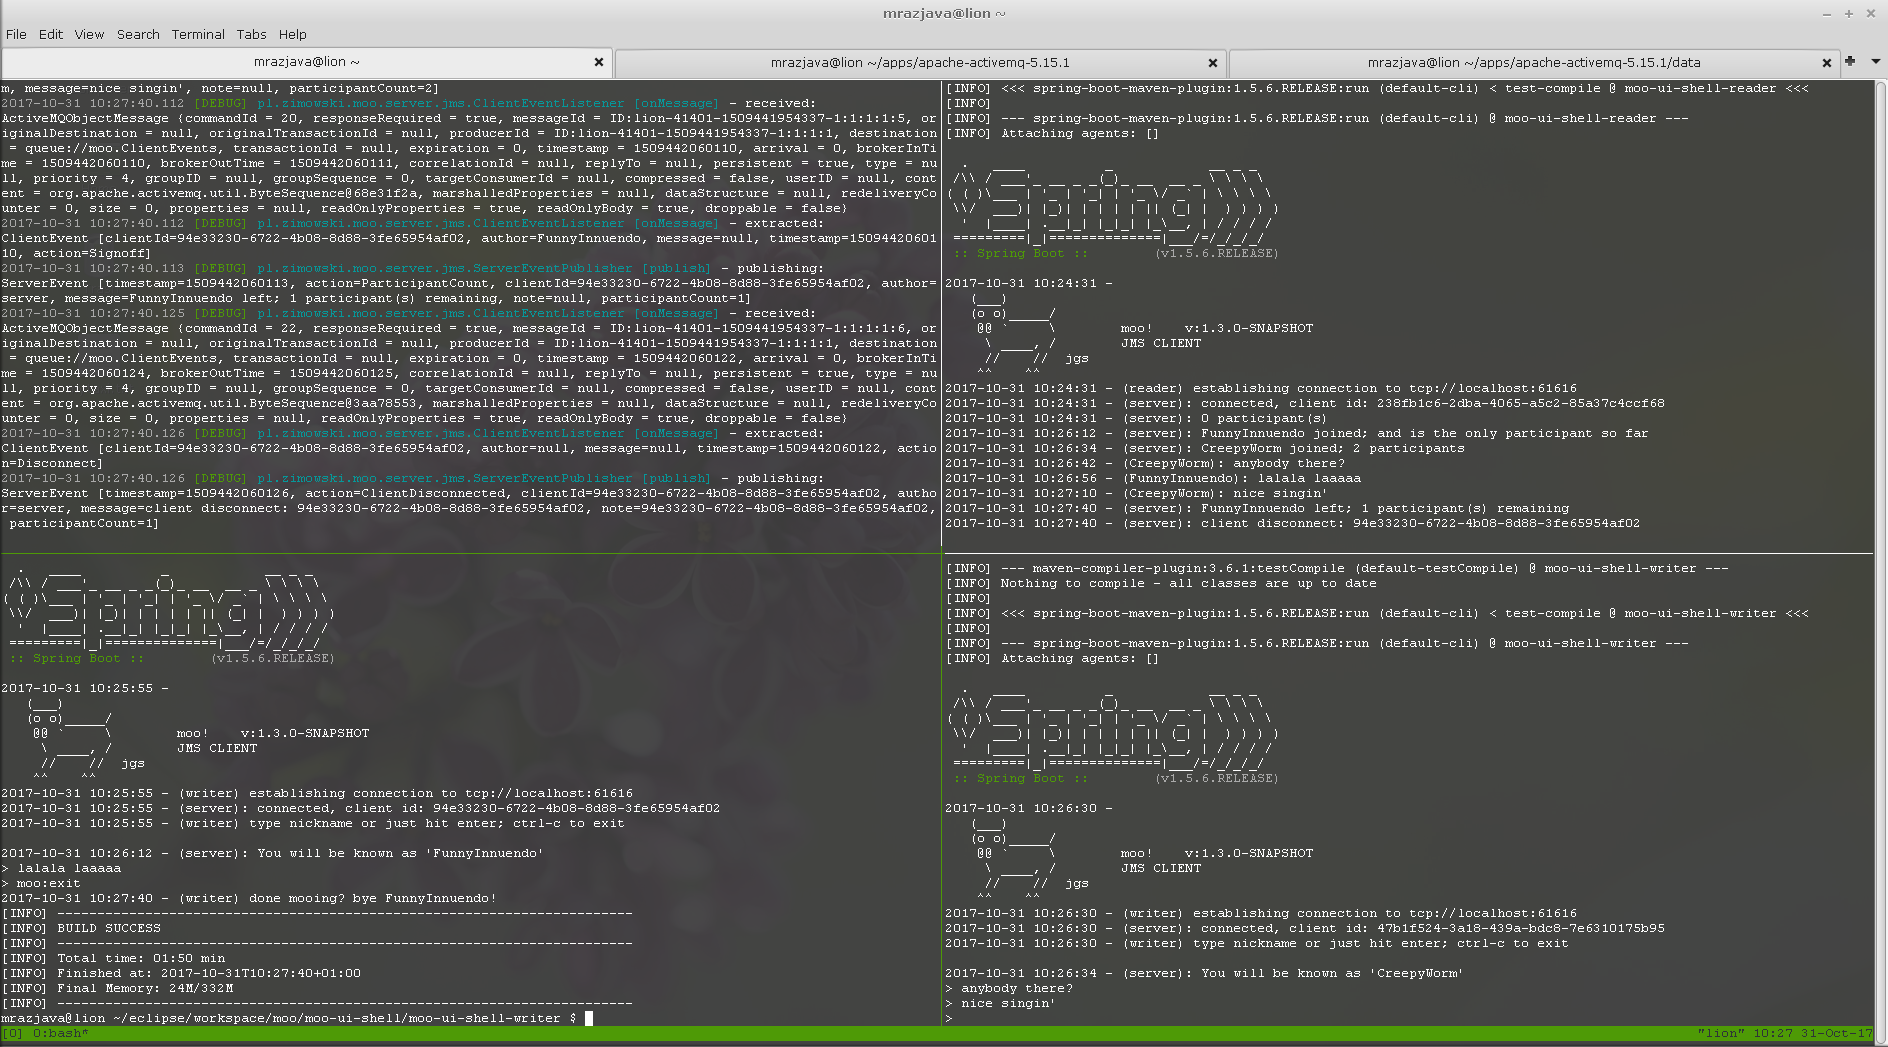 mrazjava@lion ~
File Edit View Search Terminal Tabs Help
mrazjava@lion ~
mrazjava@lion ~/apps/apache-activemq-5.15.1
mrazjava@lion ~/apps/apache-activemq-5.15.1/data
m, message=nice singin', note=null, participantCount=2]
2017-10-31 10:27:40.112 [DEBUG] pl.zimowski.moo.server.jms.ClientEventListener [onMessage] - received:
ActiveMQObjectMessage {commandId = 20, responseRequired = true, messageId = ID:lion-41401-1509441954337-1:1:1:1:5, or
iginalDestination = null, originalTransactionId = null, producerId = ID:lion-41401-1509441954337-1:1:1:1, destination
 = queue://moo.ClientEvents, transactionId = null, expiration = 0, timestamp = 1509442060110, arrival = 0, brokerInTi
me = 1509442060110, brokerOutTime = 1509442060111, correlationId = null, replyTo = null, persistent = true, type = nu
ll, priority = 4, groupID = null, groupSequence = 0, targetConsumerId = null, compressed = false, userID = null, cont
ent = org.apache.activemq.util.ByteSequence@68e31f2a, marshalledProperties = null, dataStructure = null, redeliveryCo
unter = 0, size = 0, properties = null, readOnlyProperties = true, readOnlyBody = true, droppable = false}
2017-10-31 10:27:40.112 [DEBUG] pl.zimowski.moo.server.jms.ClientEventListener [onMessage] - extracted:
ClientEvent [clientId=94e33230-6722-4b08-8d88-3fe65954af02, author=FunnyInnuendo, message=null, timestamp=15094420601
10, action=Signoff]
2017-10-31 10:27:40.113 [DEBUG] pl.zimowski.moo.server.jms.ServerEventPublisher [publish] - publishing:
ServerEvent [timestamp=1509442060113, action=ParticipantCount, clientId=94e33230-6722-4b08-8d88-3fe65954af02, author=
server, message=FunnyInnuendo left; 1 participant(s) remaining, note=null, participantCount=1]
2017-10-31 10:27:40.125 [DEBUG] pl.zimowski.moo.server.jms.ClientEventListener [onMessage] - received:
ActiveMQObjectMessage {commandId = 22, responseRequired = true, messageId = ID:lion-41401-1509441954337-1:1:1:1:6, or
iginalDestination = null, originalTransactionId = null, producerId = ID:lion-41401-1509441954337-1:1:1:1, destination
 = queue://moo.ClientEvents, transactionId = null, expiration = 0, timestamp = 1509442060122, arrival = 0, brokerInTi
me = 1509442060124, brokerOutTime = 1509442060125, correlationId = null, replyTo = null, persistent = true, type = nu
ll, priority = 4, groupID = null, groupSequence = 0, targetConsumerId = null, compressed = false, userID = null, cont
ent = org.apache.activemq.util.ByteSequence@3aa78553, marshalledProperties = null, dataStructure = null, redeliveryCo
unter = 0, size = 0, properties = null, readOnlyProperties = true, readOnlyBody = true, droppable = false}
2017-10-31 10:27:40.126 [DEBUG] pl.zimowski.moo.server.jms.ClientEventListener [onMessage] - extracted:
ClientEvent [clientId=94e33230-6722-4b08-8d88-3fe65954af02, author=null, message=null, timestamp=1509442060122, actio
n=Disconnect]
2017-10-31 10:27:40.126 [DEBUG] pl.zimowski.moo.server.jms.ServerEventPublisher [publish] - publishing:
ServerEvent [timestamp=1509442060126, action=ClientDisconnected, clientId=94e33230-6722-4b08-8d88-3fe65954af02, autho
r=server, message=client disconnect: 94e33230-6722-4b08-8d88-3fe65954af02, note=94e33230-6722-4b08-8d88-3fe65954af02,
 participantCount=1]
[INFO] <<< spring-boot-maven-plugin:1.5.6.RELEASE:run (default-cli) < test-compile @ moo-ui-shell-reader <<<
[INFO]
[INFO] --- spring-boot-maven-plugin:1.5.6.RELEASE:run (default-cli) @ moo-ui-shell-reader ---
[INFO] Attaching agents: []
:: Spring Boot :: (v1.5.6.RELEASE)
2017-10-31 10:24:31 -
moo! v:1.3.0-SNAPSHOT
JMS CLIENT
jgs
2017-10-31 10:24:31 - (reader) establishing connection to tcp://localhost:61616
2017-10-31 10:24:31 - (server): connected, client id: 238fb1c6-2dba-4065-a5c2-85a37c4ccf68
2017-10-31 10:24:31 - (server): 0 participant(s)
2017-10-31 10:26:12 - (server): FunnyInnuendo joined; and is the only participant so far
2017-10-31 10:26:34 - (server): CreepyWorm joined; 2 participants
2017-10-31 10:26:42 - (CreepyWorm): anybody there?
2017-10-31 10:26:56 - (FunnyInnuendo): lalala laaaaa
2017-10-31 10:27:10 - (CreepyWorm): nice singin'
2017-10-31 10:27:40 - (server): FunnyInnuendo left; 1 participant(s) remaining
2017-10-31 10:27:40 - (server): client disconnect: 94e33230-6722-4b08-8d88-3fe65954af02
:: Spring Boot :: (v1.5.6.RELEASE)
2017-10-31 10:25:55 -
moo! v:1.3.0-SNAPSHOT
JMS CLIENT
jgs
2017-10-31 10:25:55 - (writer) establishing connection to tcp://localhost:61616
2017-10-31 10:25:55 - (server): connected, client id: 94e33230-6722-4b08-8d88-3fe65954af02
2017-10-31 10:25:55 - (writer) type nickname or just hit enter; ctrl-c to exit
2017-10-31 10:26:12 - (server): You will be known as 'FunnyInnuendo'
> lalala laaaaa
> moo:exit
2017-10-31 10:27:40 - (writer) done mooing? bye FunnyInnuendo!
[INFO] ------------------------------------------------------------------------
[INFO] BUILD SUCCESS
[INFO] ------------------------------------------------------------------------
[INFO] Total time: 01:50 min
[INFO] Finished at: 2017-10-31T10:27:40+01:00
[INFO] Final Memory: 24M/332M
[INFO] ------------------------------------------------------------------------
mrazjava@lion ~/eclipse/workspace/moo/moo-ui-shell/moo-ui-shell-writer $
[INFO] --- maven-compiler-plugin:3.6.1:testCompile (default-testCompile) @ moo-ui-shell-writer ---
[INFO] Nothing to compile - all classes are up to date
[INFO]
[INFO] <<< spring-boot-maven-plugin:1.5.6.RELEASE:run (default-cli) < test-compile @ moo-ui-shell-writer <<<
[INFO]
[INFO] --- spring-boot-maven-plugin:1.5.6.RELEASE:run (default-cli) @ moo-ui-shell-writer ---
[INFO] Attaching agents: []
:: Spring Boot :: (v1.5.6.RELEASE)
2017-10-31 10:26:30 -
moo! v:1.3.0-SNAPSHOT
JMS CLIENT
jgs
2017-10-31 10:26:30 - (writer) establishing connection to tcp://localhost:61616
2017-10-31 10:26:30 - (server): connected, client id: 47b1f524-3a18-439a-bdc8-7e6310175b95
2017-10-31 10:26:30 - (writer) type nickname or just hit enter; ctrl-c to exit
2017-10-31 10:26:34 - (server): You will be known as 'CreepyWorm'
> anybody there?
> nice singin'
>
[0] 0:bash*
"lion" 10:27 31-Oct-17